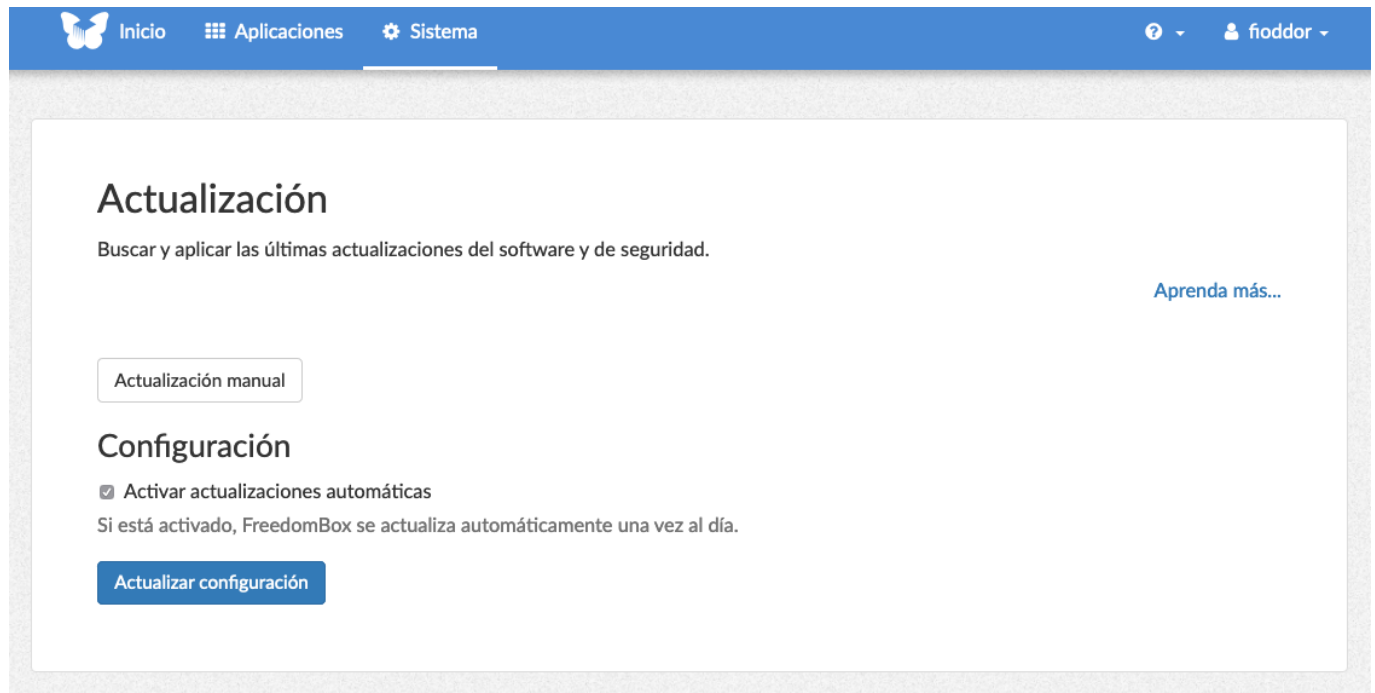 Inicio Aplicaciones Sistema fioddor
Actualización
Buscar y aplicar las últimas actualizaciones del software y de seguridad.
Aprenda más...
Actualización manual
Configuración
Activar actualizaciones automáticas
Si está activado, FreedomBox se actualiza automáticamente una vez al día.
Actualizar configuración